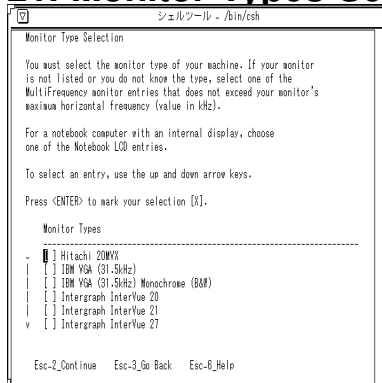 シェルツール - /bin/csh
Monitor Type Selection
You must select the monitor type of your machine. If your monitor
is not listed or you do not know the type, select one of the
MultiFrequency monitor entries that does not exceed your monitor's
maximum horizontal frequency (value in kHz).
For a notebook computer with an internal display, choose
one of the Notebook LCD entries.
To select an entry, use the up and down arrow keys.
Press <ENTER> to mark your selection [X].
Monitor Types
------------------------------------------------------------------
- [ ] Hitachi 20MVX
| [ ] IBM VGA (31.5kHz)
| [ ] IBM VGA (31.5kHz) Monochrome (B&W)
| [ ] Intergraph InterVue 20
| [ ] Intergraph InterVue 21
v [ ] Intergraph InterVue 27
Esc-2_Continue Esc-3_Go Back Esc-6_Help